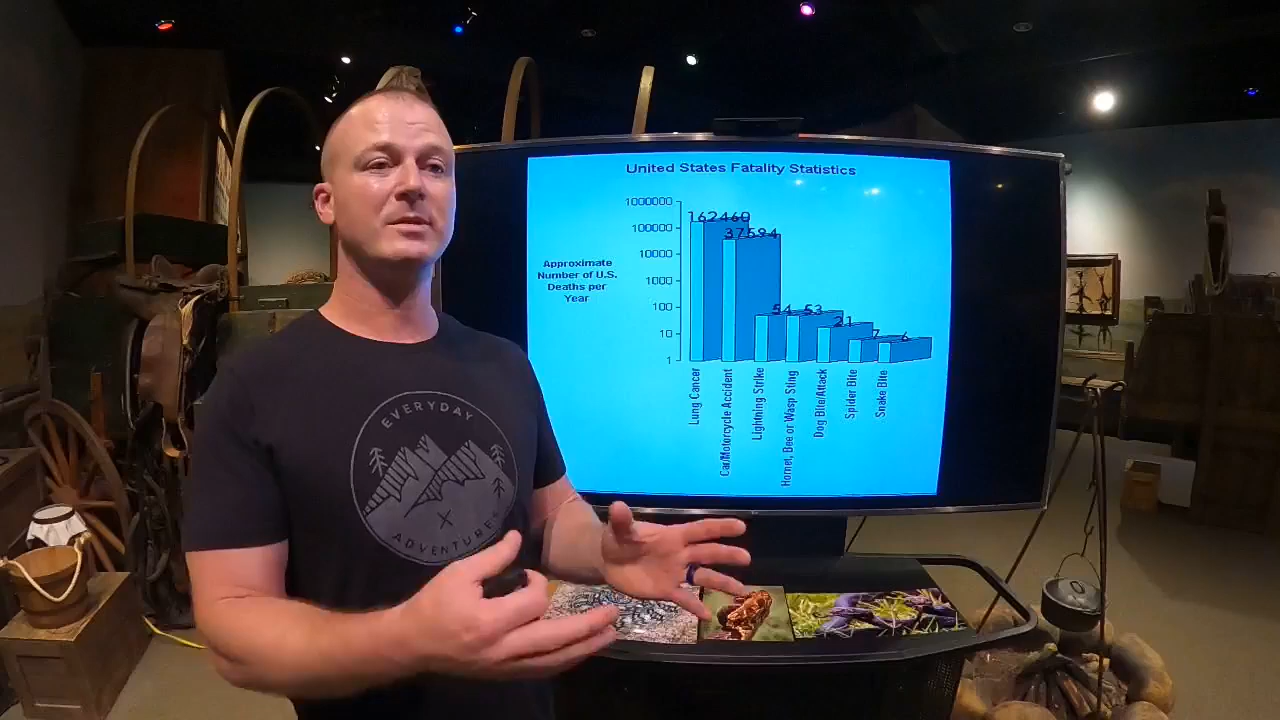 United States Fatality Statistics
Approximate
Number of U.S.
Deaths per
Year
1000000
100000
10000
1000
100
10
1
162460
37594
54
53
21
7
6
Lung Cancer
Car/Motorcycle Accident
Lightning Strike
Hornet, Bee or Wasp Sting
Dog Bite/Attack
Spider Bite
Snake Bite
EVERYDAY
X
ADVENTURES